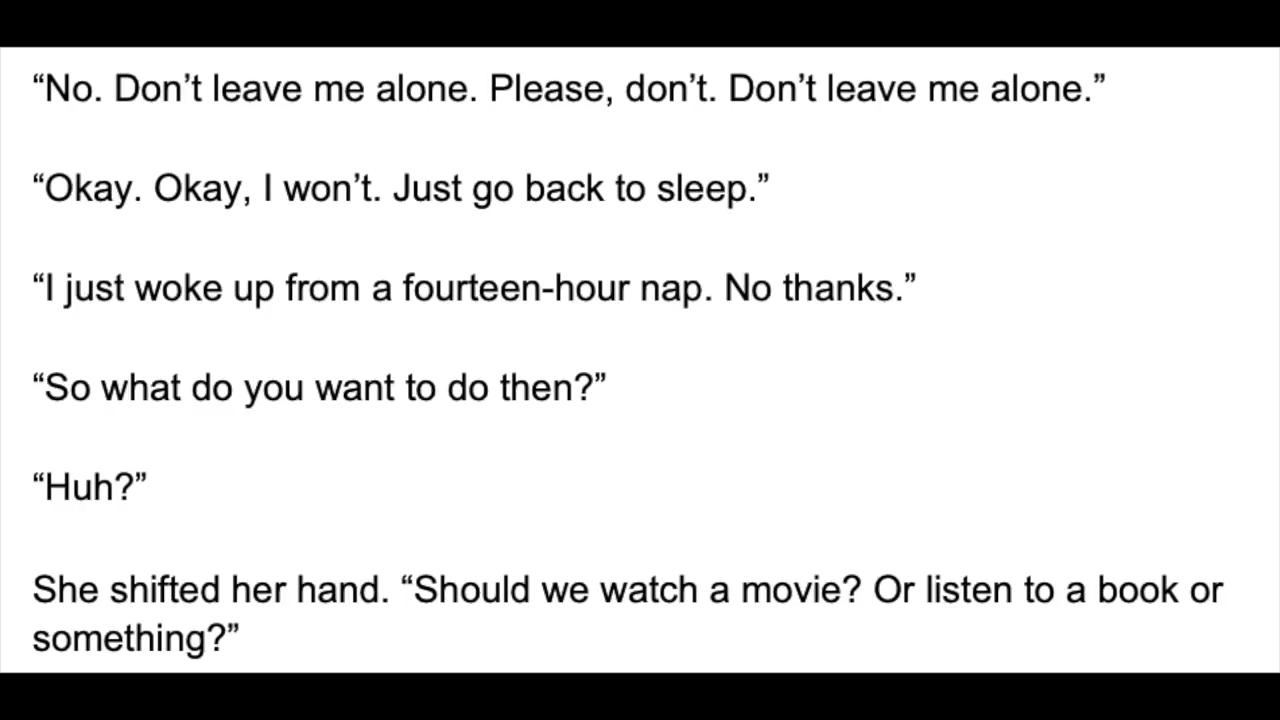 “No. Don’t leave me alone. Please, don’t. Don’t leave me alone.”
“Okay. Okay, I won’t. Just go back to sleep.”
“I just woke up from a fourteen-hour nap. No thanks.”
“So what do you want to do then?”
“Huh?”
She shifted her hand. “Should we watch a movie? Or listen to a book or
something?”